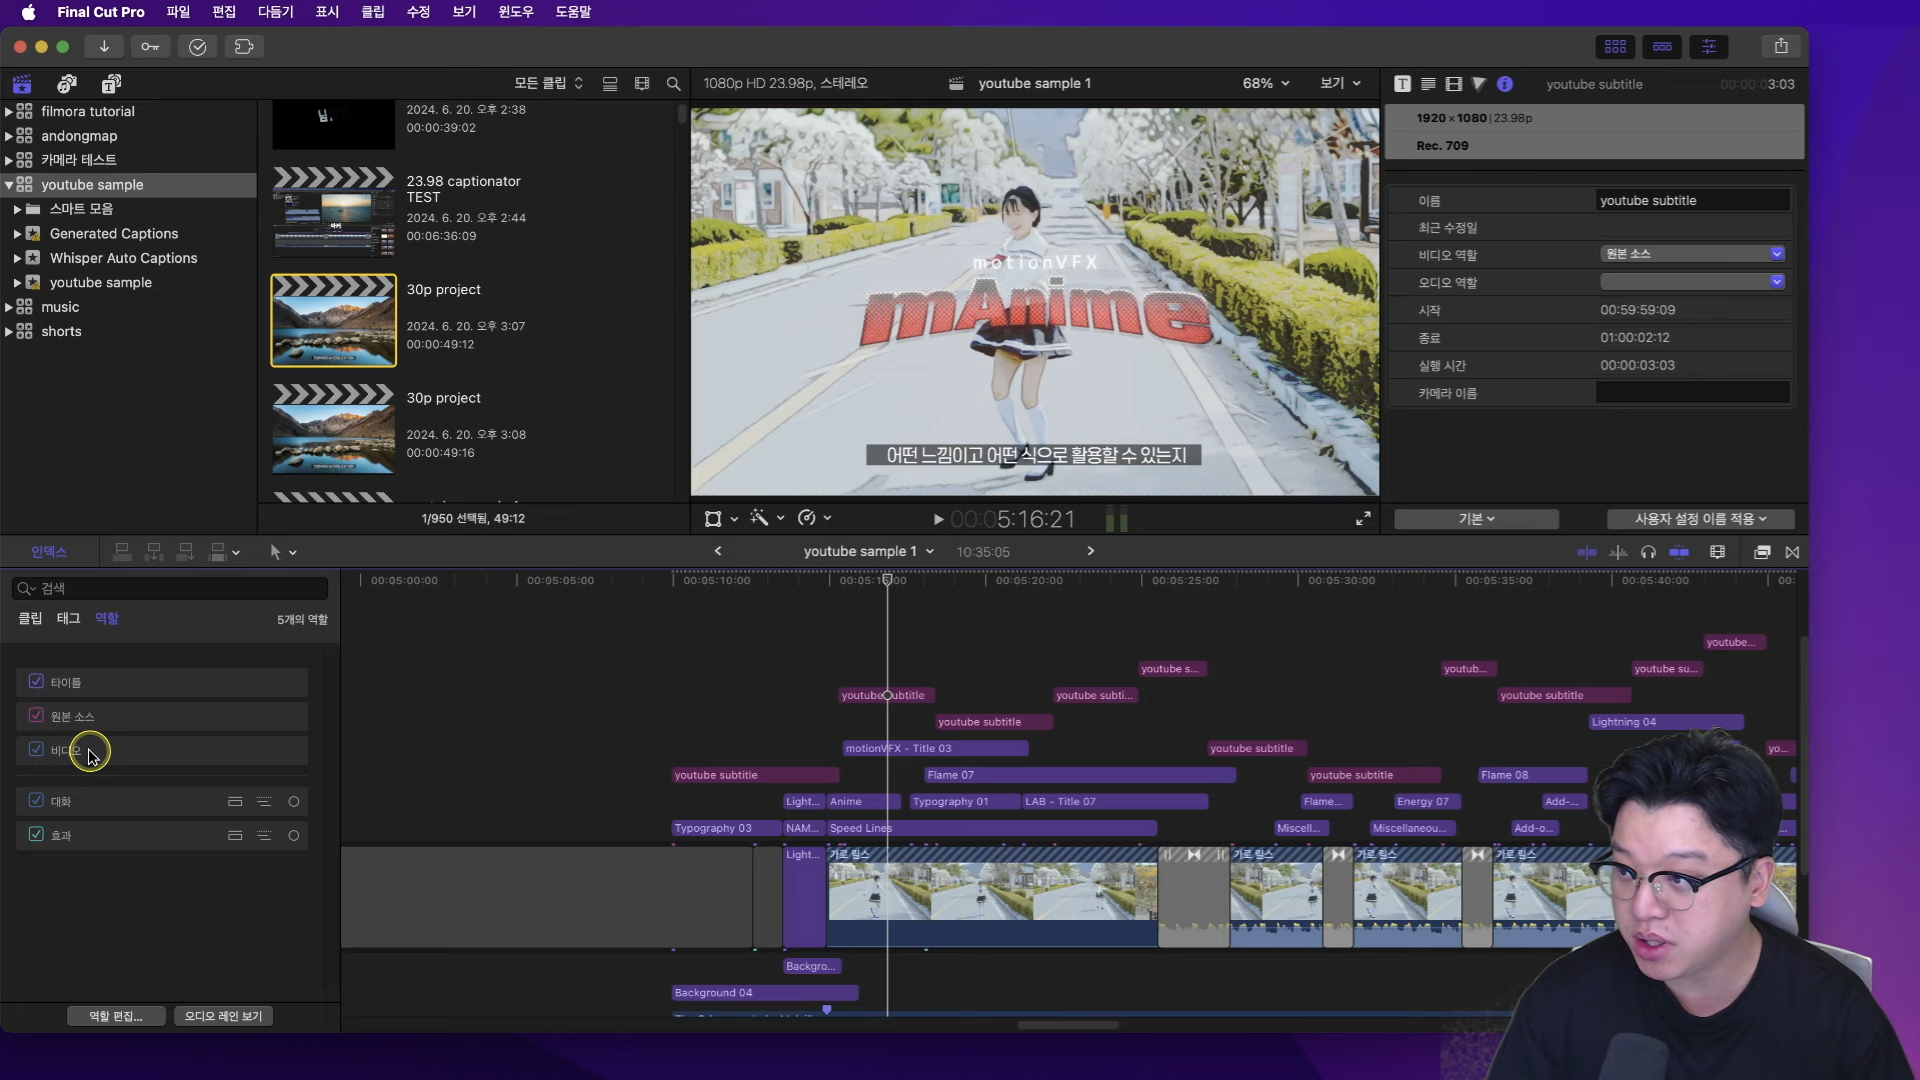 Final Cut Pro 파일 편집 다듬기 표시 클립 수정 보기 윈도우 도움말
모든 클립
1080p HD 23.98p, 스테레오
youtube sample 1
68%
보기
youtube subtitle
00:00:03:03
filmora tutorial
andongmap
카메라 테스트
youtube sample
스마트 모음
Generated Captions
Whisper Auto Captions
youtube sample
music
shorts
2024. 6. 20. 오후 2:38
00:00:39:02
23.98 captionator
TEST
2024. 6. 20. 오후 2:44
00:06:36:09
30p project
2024. 6. 20. 오후 3:07
00:00:49:12
30p project
2024. 6. 20. 오후 3:08
00:00:49:16
1/950 선택됨, 49:12
motionVFX
mAnime
어떤 느낌이고 어떤 식으로 활용할 수 있는지
00:05:16:21
1920 × 1080 | 23.98p
Rec. 709
이름 youtube subtitle
최근 수정일
비디오 역할 원본 소스
오디오 역할
시작 00:59:59:09
종료 01:00:02:12
실행 시간 00:00:03:03
카메라 이름
기본
사용자 설정 이름 적용
인덱스
youtube sample 1
10:35:05
검색
클립 태그 역할
5개의 역할
타이틀
원본 소스
비디오
대화
효과
역할 편집...
오디오 레인 보기
00:05:00:00 00:05:05:00 00:05:10:00 00:05:15:00 00:05:20:00 00:05:25:00 00:05:30:00 00:05:35:00 00:05:40:00 00:
youtube...
youtube s... youtub... youtube su...
youtube subtitle youtube subti... youtube subtitle
youtube subtitle Lightning 04
motionVFX - Title 03 youtube subtitle yo...
youtube subtitle Flame 07 youtube subtitle Flame 08
Light... Anime Typography 01 LAB - Title 07 Flame... Energy 07 Add-...
Typography 03 NAM... Speed Lines Miscell... Miscellaneou... Add-o...
Light... 가로 릴스 가로 릴스 가로 릴스 가로 릴스
Backgro...
Background 04